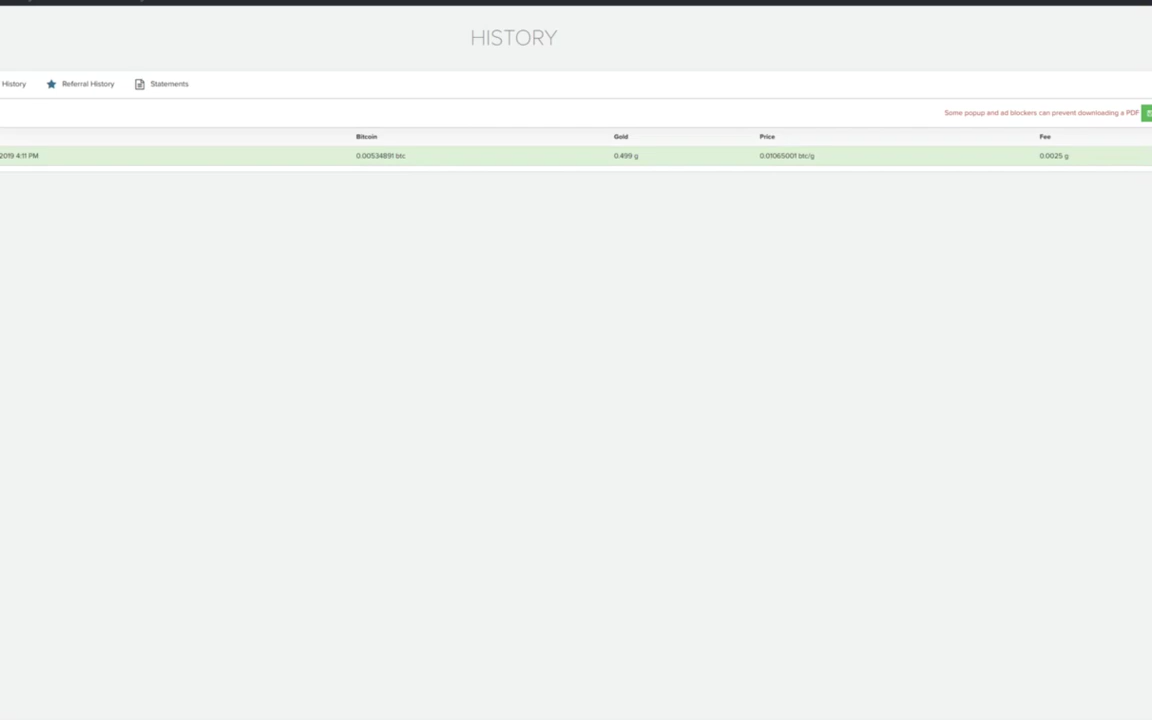 HISTORY
History Referral History Statements
Some popup and ad blockers can prevent downloading a PDF
Bitcoin Gold Price Fee
2019 4:11 PM 0.00534891 btc 0.499 g 0.01065001 btc/g 0.0025 g